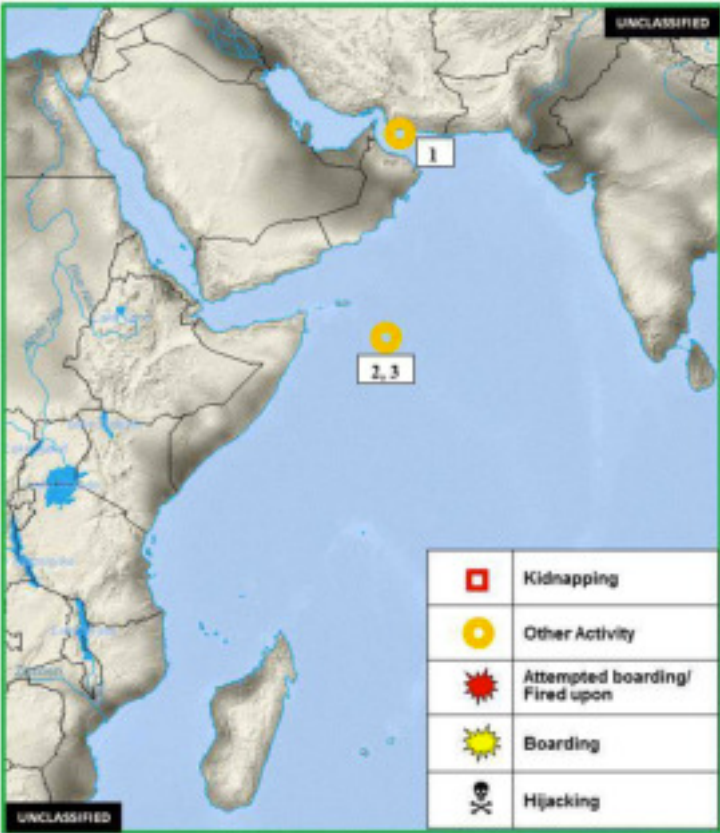 UNCLASSIFIED
1
2, 3
Kidnapping
Other Activity
Attempted boarding/
Fired upon
Boarding
Hijacking
UNCLASSIFIED